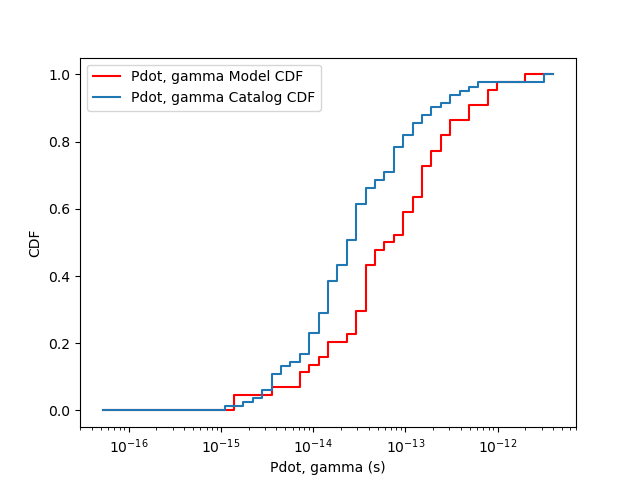 Pdot, gamma Model CDF
Pdot, gamma Catalog CDF
1.0
0.8
0.6
0.4
0.2
0.0
CDF
10⁻¹⁶ 10⁻¹⁵ 10⁻¹⁴ 10⁻¹³ 10⁻¹²
Pdot, gamma (s)